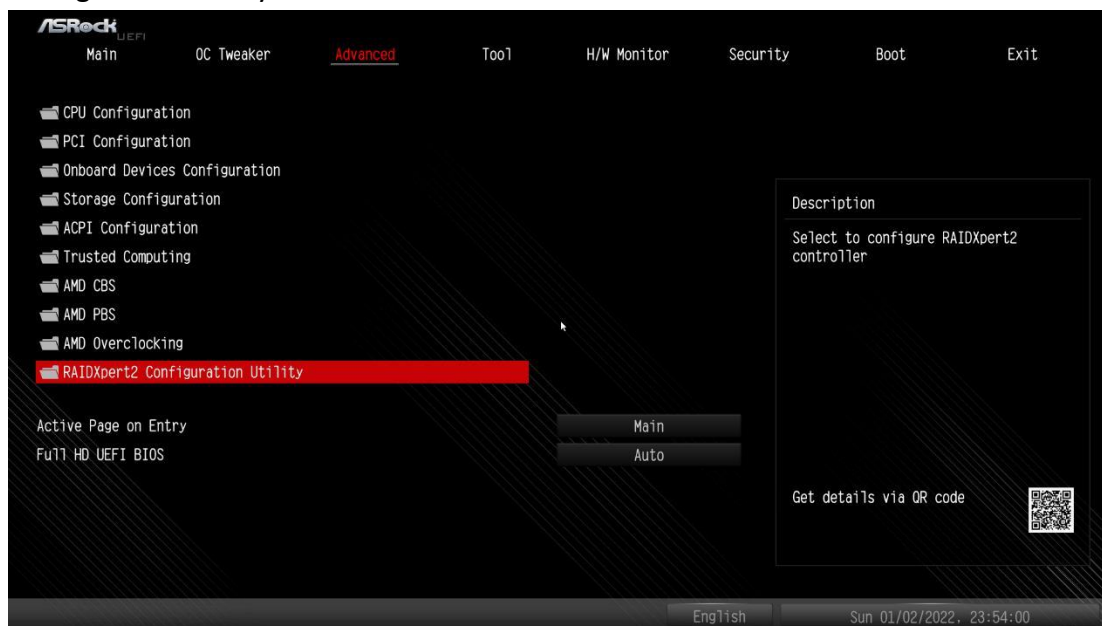 ASRock UEFI
Main OC Tweaker Advanced Tool H/W Monitor Security Boot Exit
CPU Configuration
PCI Configuration
Onboard Devices Configuration
Storage Configuration
ACPI Configuration
Trusted Computing
AMD CBS
AMD PBS
AMD Overclocking
RAIDXpert2 Configuration Utility
Active Page on Entry Main
Full HD UEFI BIOS Auto
Description
Select to configure RAIDXpert2
controller
Get details via QR code
English Sun 01/02/2022, 23:54:00